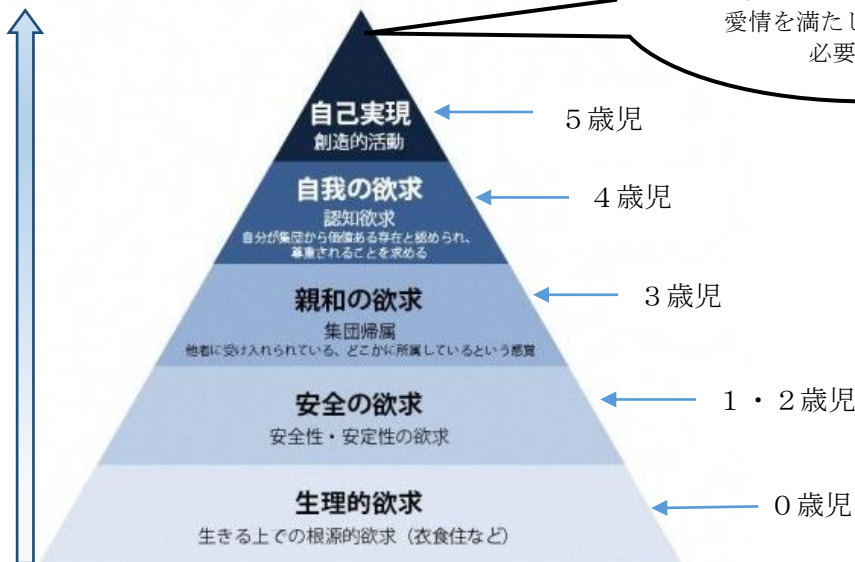 愛情を満たし
必要
自己実現
創造的活動
5歳児
自我の欲求
認知欲求
自分が集団から価値ある存在と認められ、
尊重されることを求める
4歳児
親和の欲求
集団帰属
他者に受け入れられている、どこかに所属しているという感覚
3歳児
安全の欲求
安全性・安定性の欲求
1・2歳児
生理的欲求
生きる上での根源的欲求（衣食住など）
0歳児